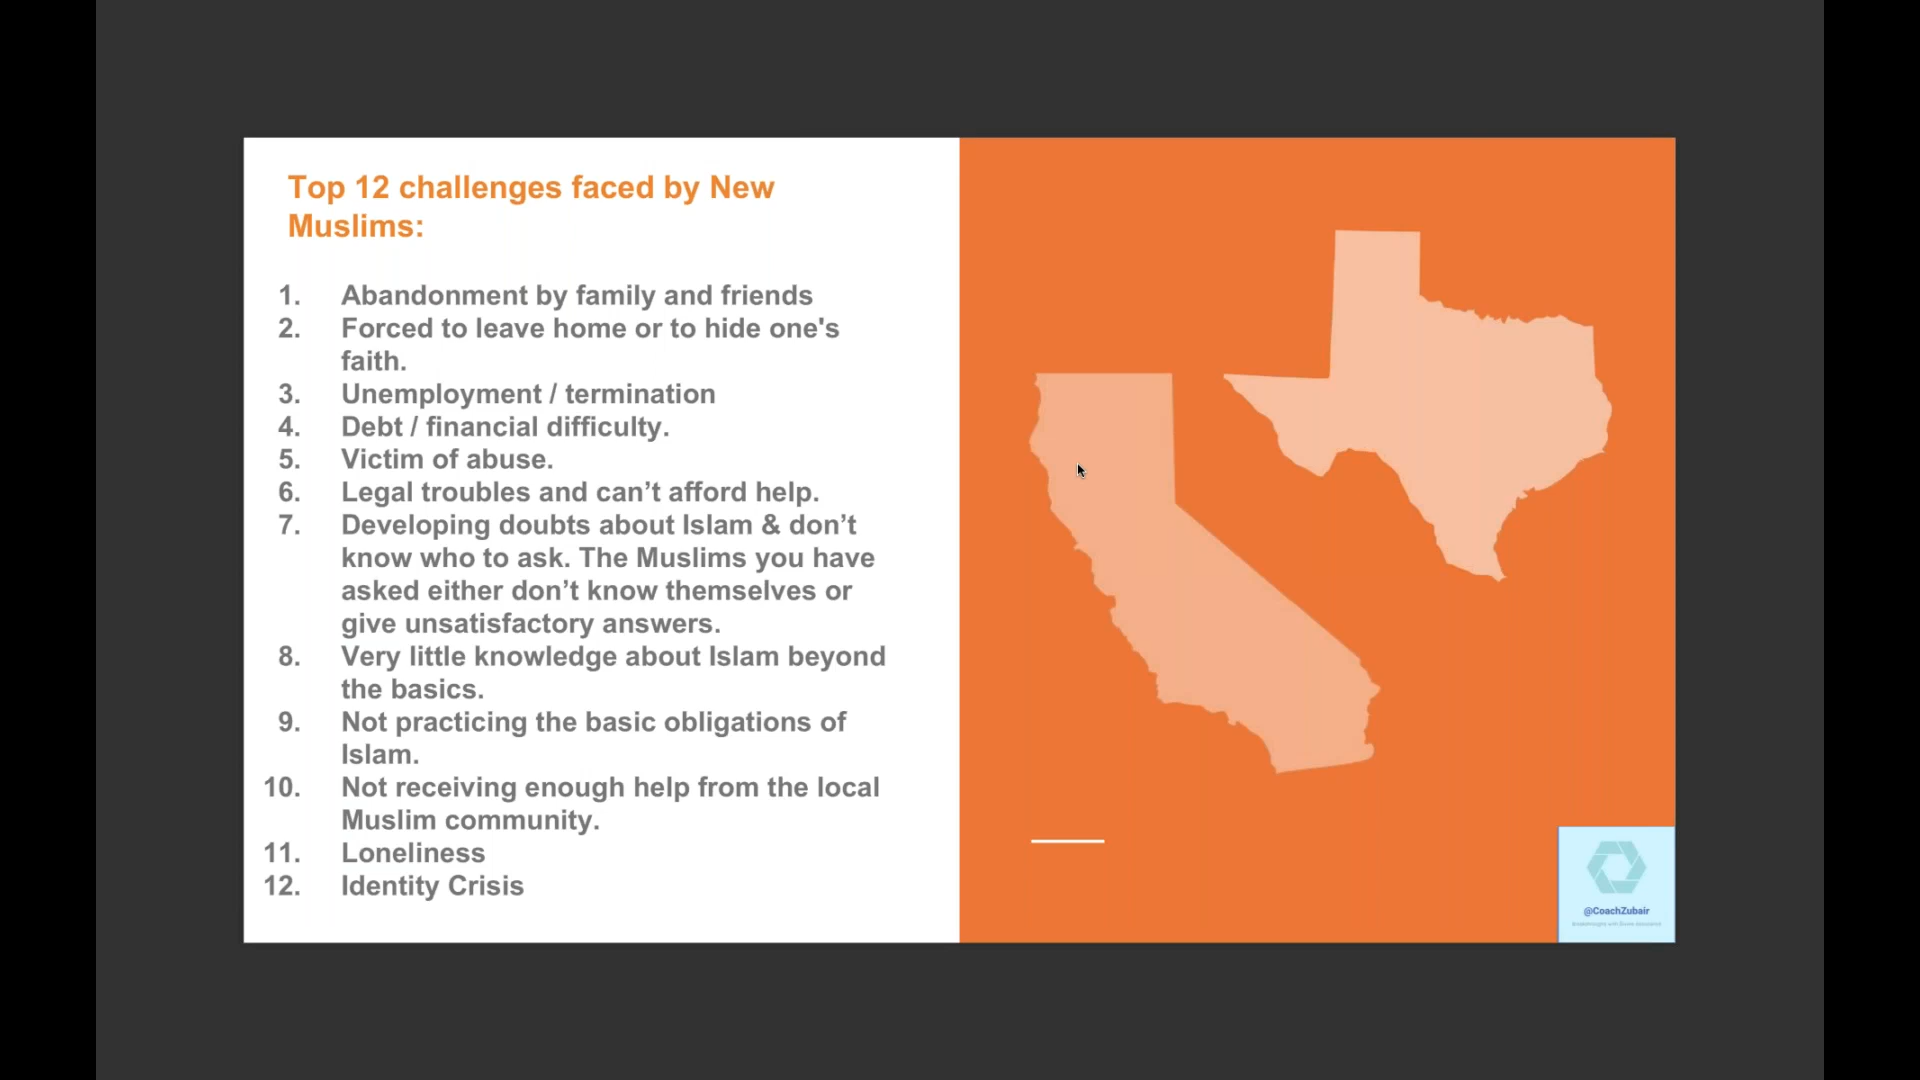 Top 12 challenges faced by New
Muslims:
1. Abandonment by family and friends
2. Forced to leave home or to hide one's
faith.
3. Unemployment / termination
4. Debt / financial difficulty.
5. Victim of abuse.
6. Legal troubles and can’t afford help.
7. Developing doubts about Islam & don’t
know who to ask. The Muslims you have
asked either don’t know themselves or
give unsatisfactory answers.
8. Very little knowledge about Islam beyond
the basics.
9. Not practicing the basic obligations of
Islam.
10. Not receiving enough help from the local
Muslim community.
11. Loneliness
12. Identity Crisis
@CoachZubair